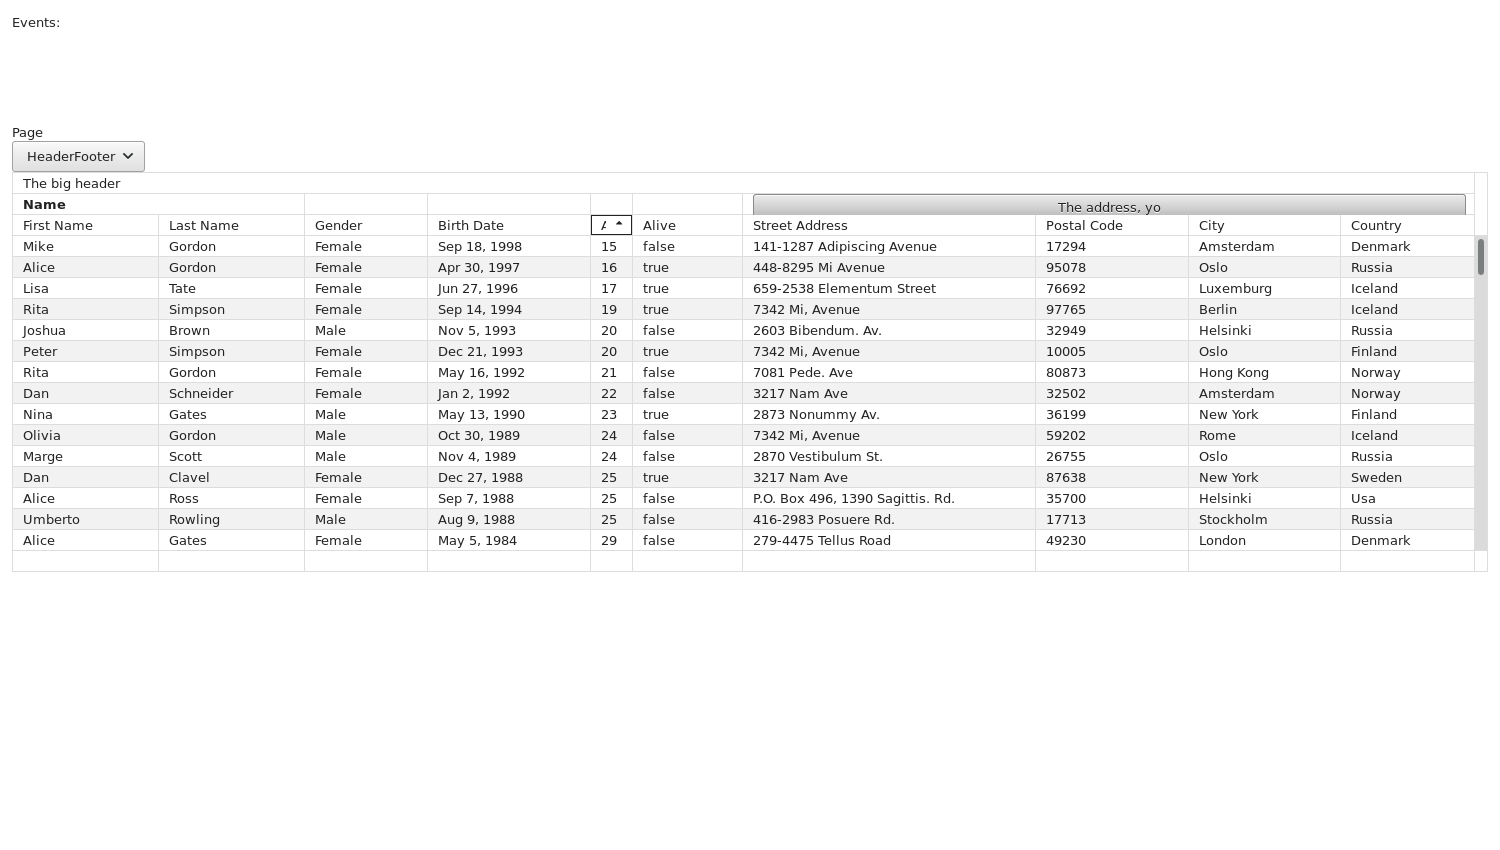 Events:
Page
HeaderFooter
The big header
Name The address, yo
First Name Last Name Gender Birth Date Alive Street Address Postal Code City Country
Mike Gordon Female Sep 18, 1998 15 false 141-1287 Adipiscing Avenue 17294 Amsterdam Denmark
Alice Gordon Female Apr 30, 1997 16 true 448-8295 Mi Avenue 95078 Oslo Russia
Lisa Tate Female Jun 27, 1996 17 true 659-2538 Elementum Street 76692 Luxemburg Iceland
Rita Simpson Female Sep 14, 1994 19 true 7342 Mi, Avenue 97765 Berlin Iceland
Joshua Brown Male Nov 5, 1993 20 false 2603 Bibendum. Av. 32949 Helsinki Russia
Peter Simpson Female Dec 21, 1993 20 true 7342 Mi, Avenue 10005 Oslo Finland
Rita Gordon Female May 16, 1992 21 false 7081 Pede. Ave 80873 Hong Kong Norway
Dan Schneider Female Jan 2, 1992 22 false 3217 Nam Ave 32502 Amsterdam Norway
Nina Gates Male May 13, 1990 23 true 2873 Nonummy Av. 36199 New York Finland
Olivia Gordon Male Oct 30, 1989 24 false 7342 Mi, Avenue 59202 Rome Iceland
Marge Scott Male Nov 4, 1989 24 false 2870 Vestibulum St. 26755 Oslo Russia
Dan Clavel Female Dec 27, 1988 25 true 3217 Nam Ave 87638 New York Sweden
Alice Ross Female Sep 7, 1988 25 false P.O. Box 496, 1390 Sagittis. Rd. 35700 Helsinki Usa
Umberto Rowling Male Aug 9, 1988 25 false 416-2983 Posuere Rd. 17713 Stockholm Russia
Alice Gates Female May 5, 1984 29 false 279-4475 Tellus Road 49230 London Denmark